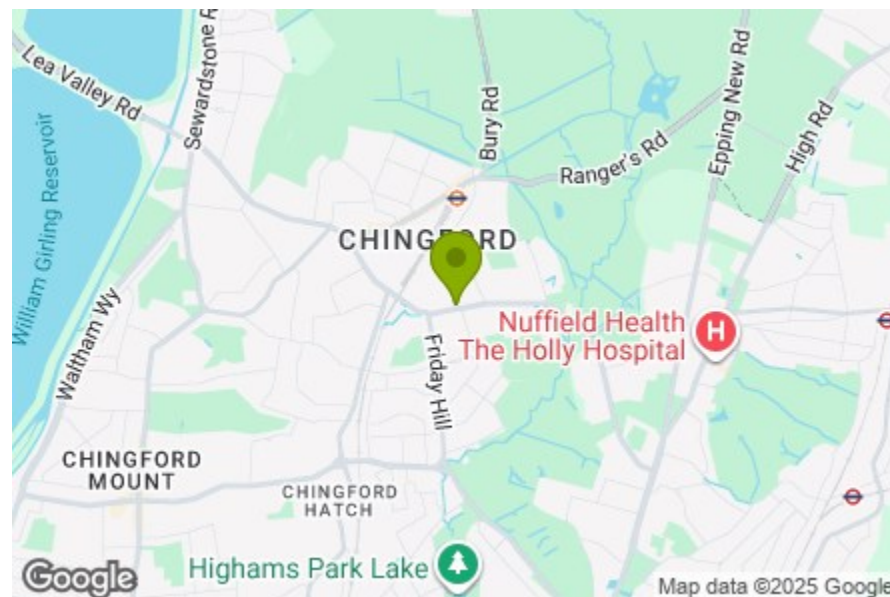 Lea Valley Rd
Sewardstone R
Bury Rd
Ranger's Rd
Epping New Rd
High Rd
William Girling Reservoir
CHINGFORD
Waltham Wy
Friday Hill
Nuffield Health
The Holly Hospital
H
CHINGFORD
MOUNT
CHINGFORD
HATCH
Highams Park Lake
Google
Map data ©2025 Google